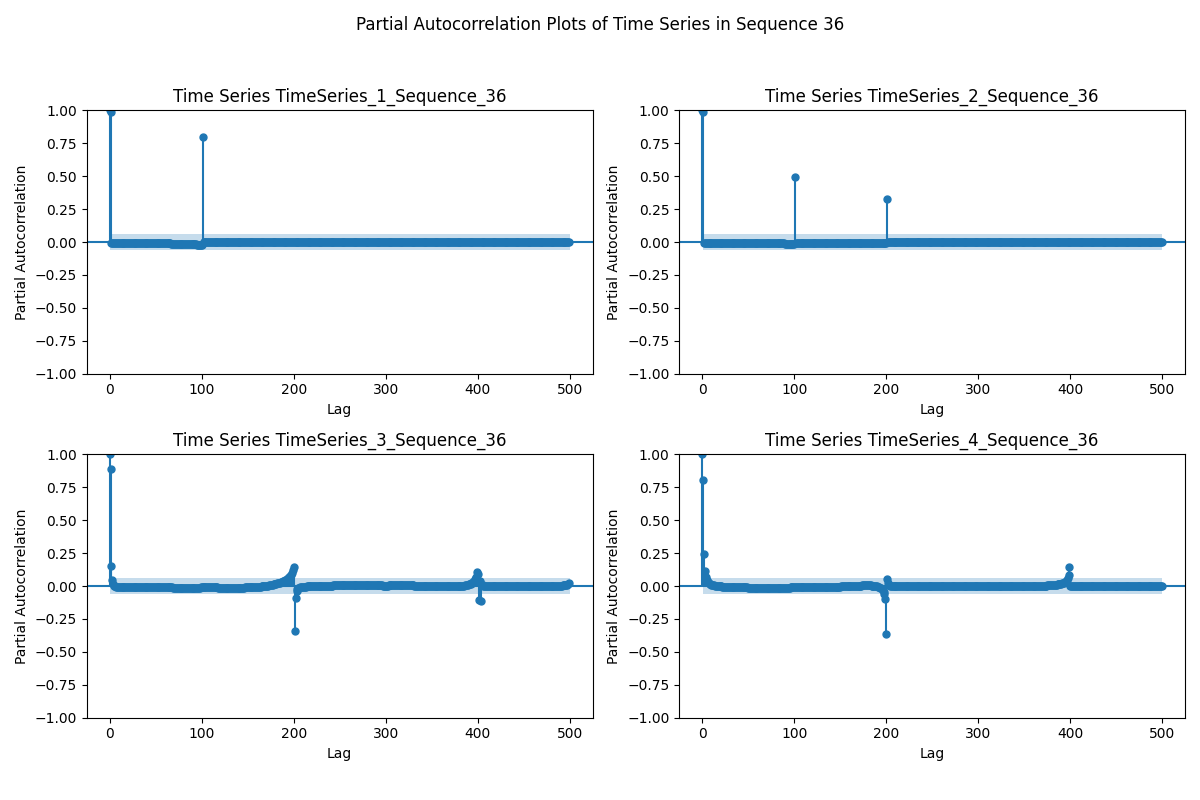 Partial Autocorrelation Plots of Time Series in Sequence 36
Time Series TimeSeries_1_Sequence_36
Partial Autocorrelation
1.00
0.75
0.50
0.25
0.00
−0.25
−0.50
−0.75
−1.00
0 100 200 300 400 500
Lag
Time Series TimeSeries_2_Sequence_36
Partial Autocorrelation
1.00
0.75
0.50
0.25
0.00
−0.25
−0.50
−0.75
−1.00
0 100 200 300 400 500
Lag
Time Series TimeSeries_3_Sequence_36
Partial Autocorrelation
1.00
0.75
0.50
0.25
0.00
−0.25
−0.50
−0.75
−1.00
0 100 200 300 400 500
Lag
Time Series TimeSeries_4_Sequence_36
Partial Autocorrelation
1.00
0.75
0.50
0.25
0.00
−0.25
−0.50
−0.75
−1.00
0 100 200 300 400 500
Lag